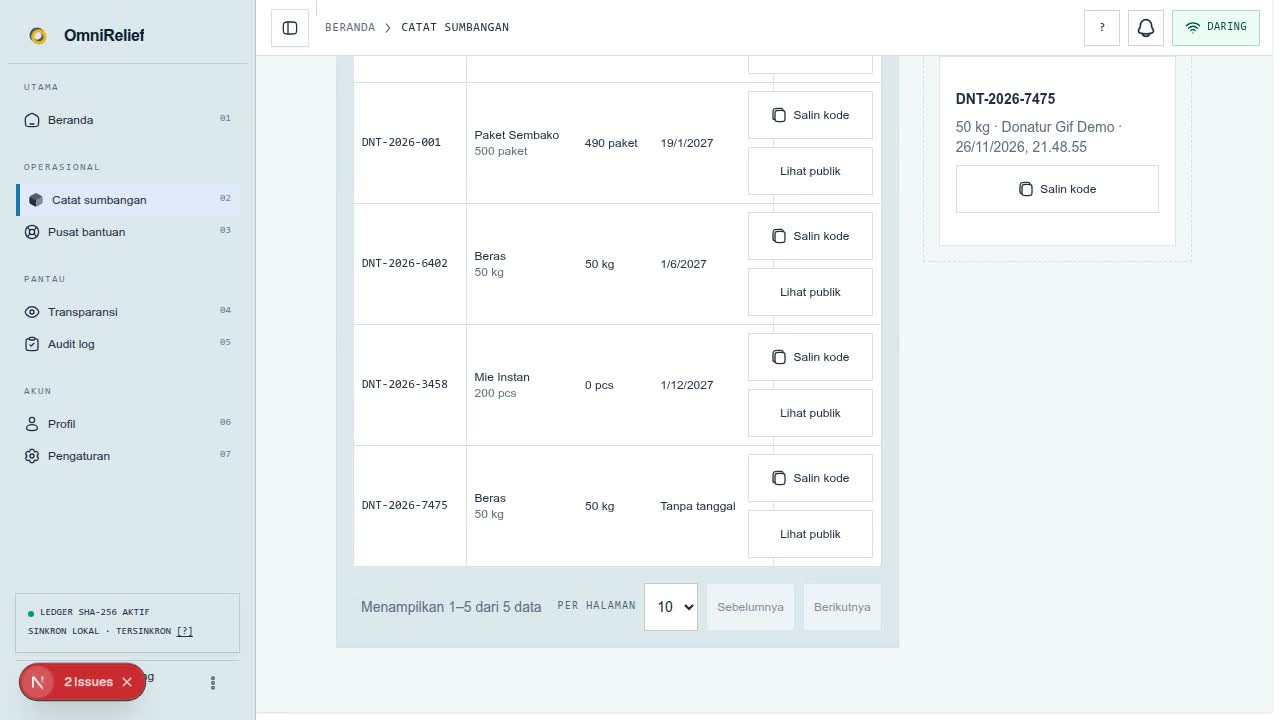 OmniRelief
BERANDA > CATAT SUMBANGAN
?
DARING
UTAMA
Beranda 01
OPERASIONAL
Catat sumbangan 02
Pusat bantuan 03
PANTAU
Transparansi 04
Audit log 05
AKUN
Profil 06
Pengaturan 07
LEDGER SHA-256 AKTIF
SINKRON LOKAL · TERSINKRON [?]
2 Issues
DNT-2026-001
Paket Sembako
500 paket
490 paket
19/1/2027
Salin kode
Lihat publik
DNT-2026-6402
Beras
50 kg
50 kg
1/6/2027
Salin kode
Lihat publik
DNT-2026-3458
Mie Instan
200 pcs
0 pcs
1/12/2027
Salin kode
Lihat publik
DNT-2026-7475
Beras
50 kg
50 kg
Tanpa tanggal
Salin kode
Lihat publik
Menampilkan 1–5 dari 5 data
PER HALAMAN
10
Sebelumnya
Berikutnya
DNT-2026-7475
50 kg · Donatur Gif Demo ·
26/11/2026, 21.48.55
Salin kode